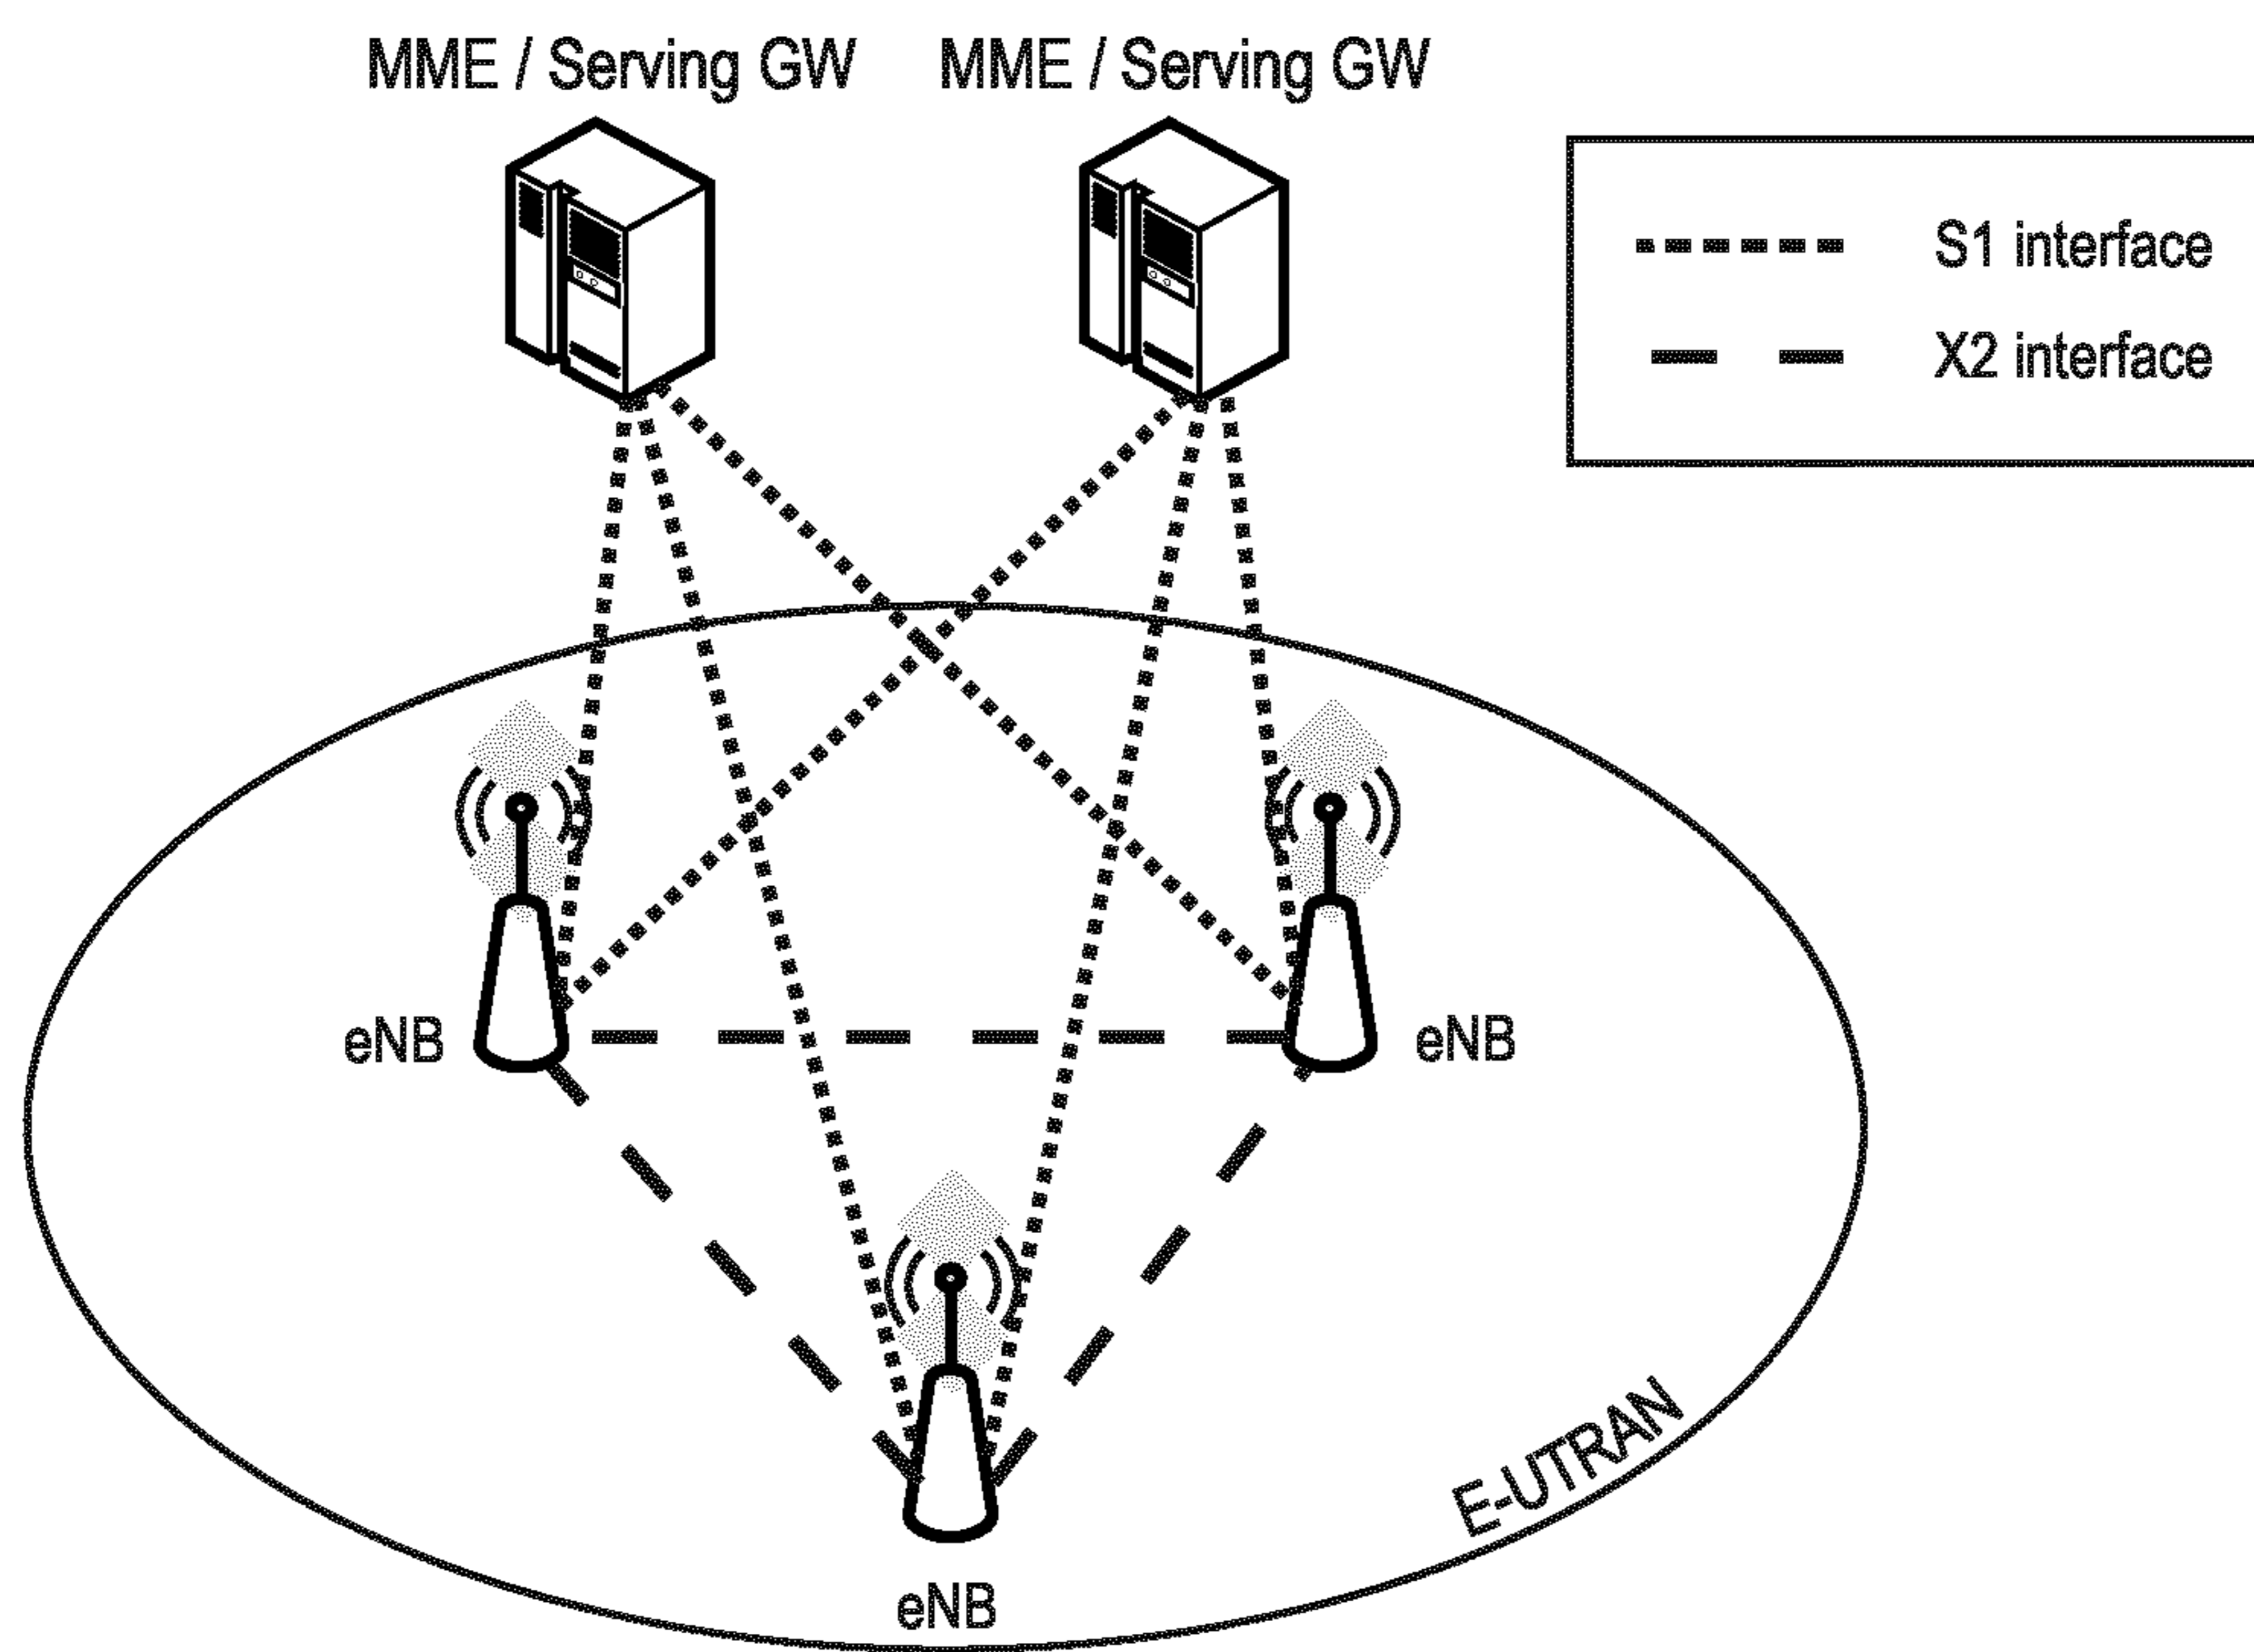 MME / Serving GW
MME / Serving GW
S1 interface
X2 interface
eNB
eNB
eNB
E-UTRAN